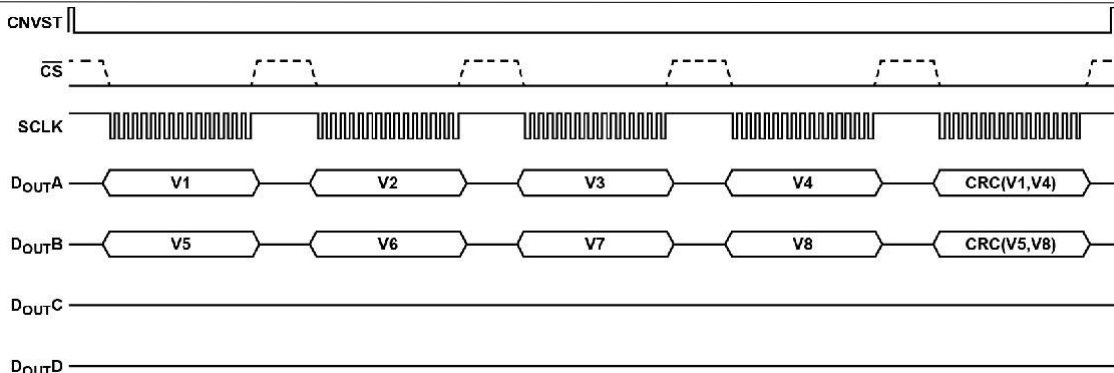 CNVST
CS
SCLK
DOUTA V1 V2 V3 V4 CRC(V1,V4)
DOUTB V5 V6 V7 V8 CRC(V5,V8)
DOUTC
DOUTD